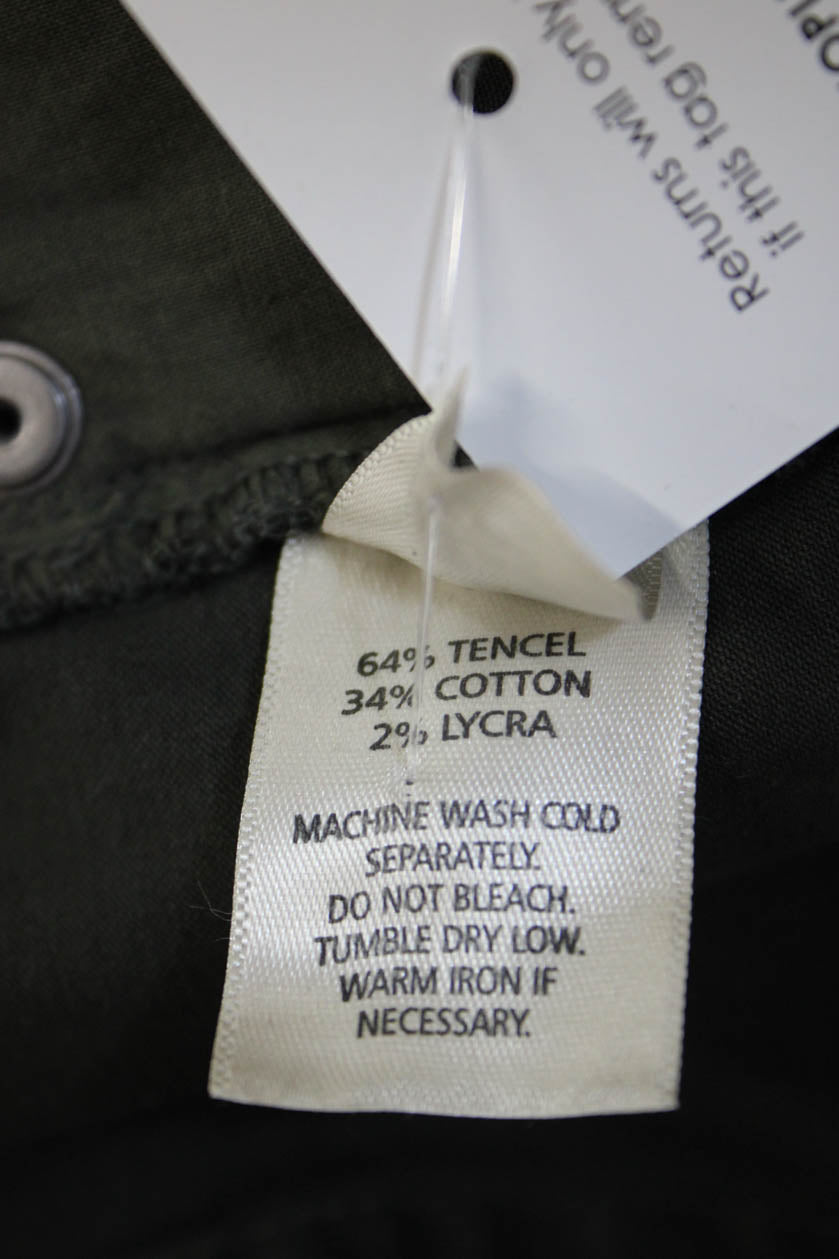 OPI
Returns will only
if this tag rem
64% TENCEL
34% COTTON
2% LYCRA
MACHINE WASH COLD
SEPARATELY.
DO NOT BLEACH.
TUMBLE DRY LOW.
WARM IRON IF
NECESSARY.